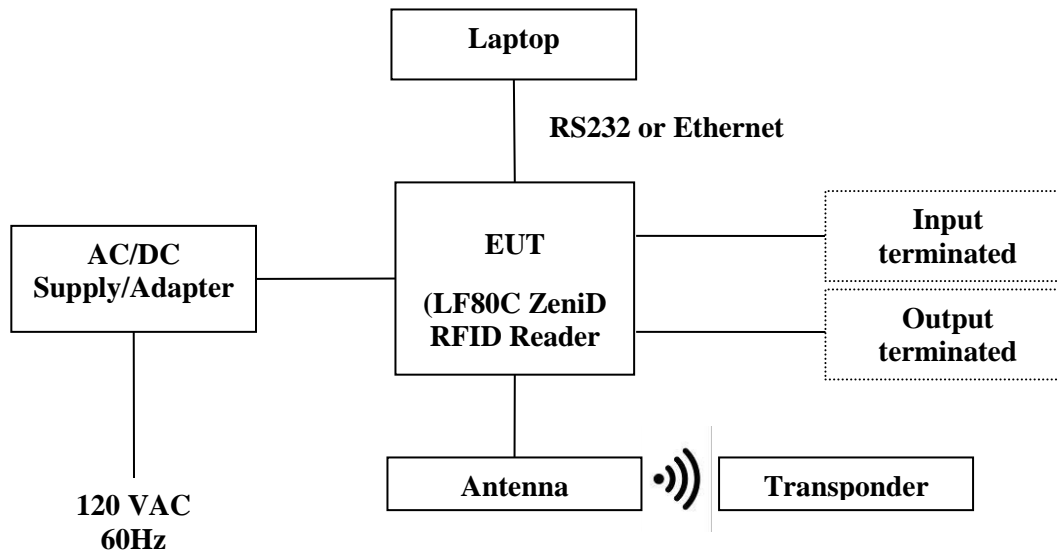 Laptop
RS232 or Ethernet
AC/DC
Supply/Adapter
EUT
(LF80C ZeniD
RFID Reader
Input
terminated
Output
terminated
Antenna
Transponder
120 VAC
60Hz